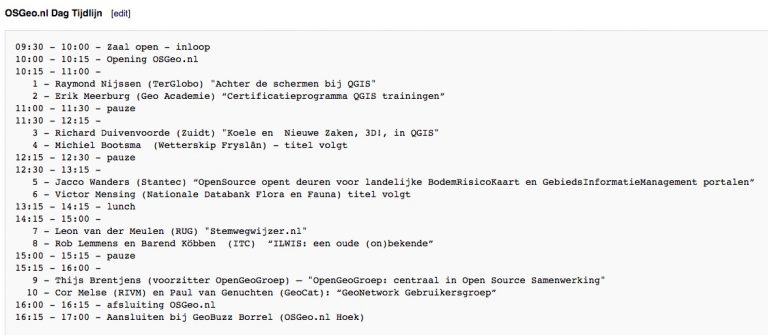 OSGeo.nl Dag Tijdlijn [edit]
09:30 - 10:00 - Zaal open - inloop
10:00 - 10:15 - Opening OSGeo.nl
10:15 - 11:00 -
1 - Raymond Nijssen (TerGlobo) "Achter de schermen bij QGIS"
2 - Erik Meerburg (Geo Academie) “Certificatieprogramma QGIS trainingen”
11:00 - 11:30 - pauze
11:30 - 12:15 -
3 - Richard Duivenvoorde (Zuidt) "Koele en Nieuwe Zaken, 3D!, in QGIS"
4 - Michiel Bootsma (Wetterskip Fryslân) - titel volgt
12:15 - 12:30 - pauze
12:30 - 13:15 -
5 - Jacco Wanders (Stantec) “OpenSource opent deuren voor landelijke BodemRisicoKaart en GebiedsInformatieManagement portalen”
6 - Victor Mensing (Nationale Databank Flora en Fauna) titel volgt
13:15 - 14:15 - lunch
14:15 - 15:00 -
7 - Leon van der Meulen (RUG) "Stemwegwijzer.nl"
8 - Rob Lemmens en Barend Köbben (ITC) “ILWIS: een oude (on)bekende”
15:00 - 15:15 - pauze
15:15 - 16:00 -
9 - Thijs Brentjens (voorzitter OpenGeoGroep) — "OpenGeoGroep: centraal in Open Source Samenwerking"
10 - Cor Melse (RIVM) en Paul van Genuchten (GeoCat): “GeoNetwork Gebruikersgroep”
16:00 - 16:15 - afsluiting OSGeo.nl
16:15 - 17:00 - Aansluiten bij GeoBuzz Borrel (OSGeo.nl Hoek)